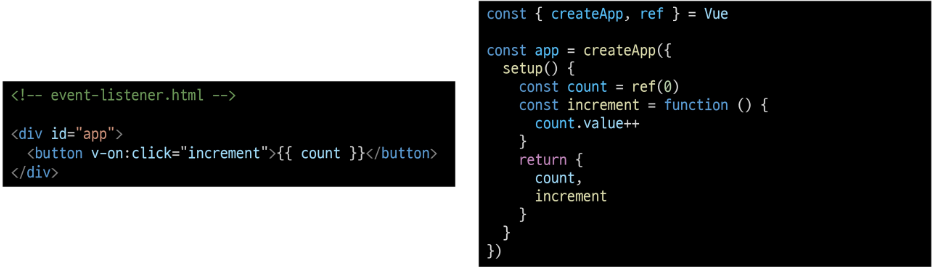 <!-- event-listener.html -->
<div id="app">
  <button v-on:click="increment">{{ count }}</button>
</div>
const { createApp, ref } = Vue
const app = createApp({
  setup() {
    const count = ref(0)
    const increment = function () {
      count.value++
    }
    return {
      count,
      increment
    }
  }
})